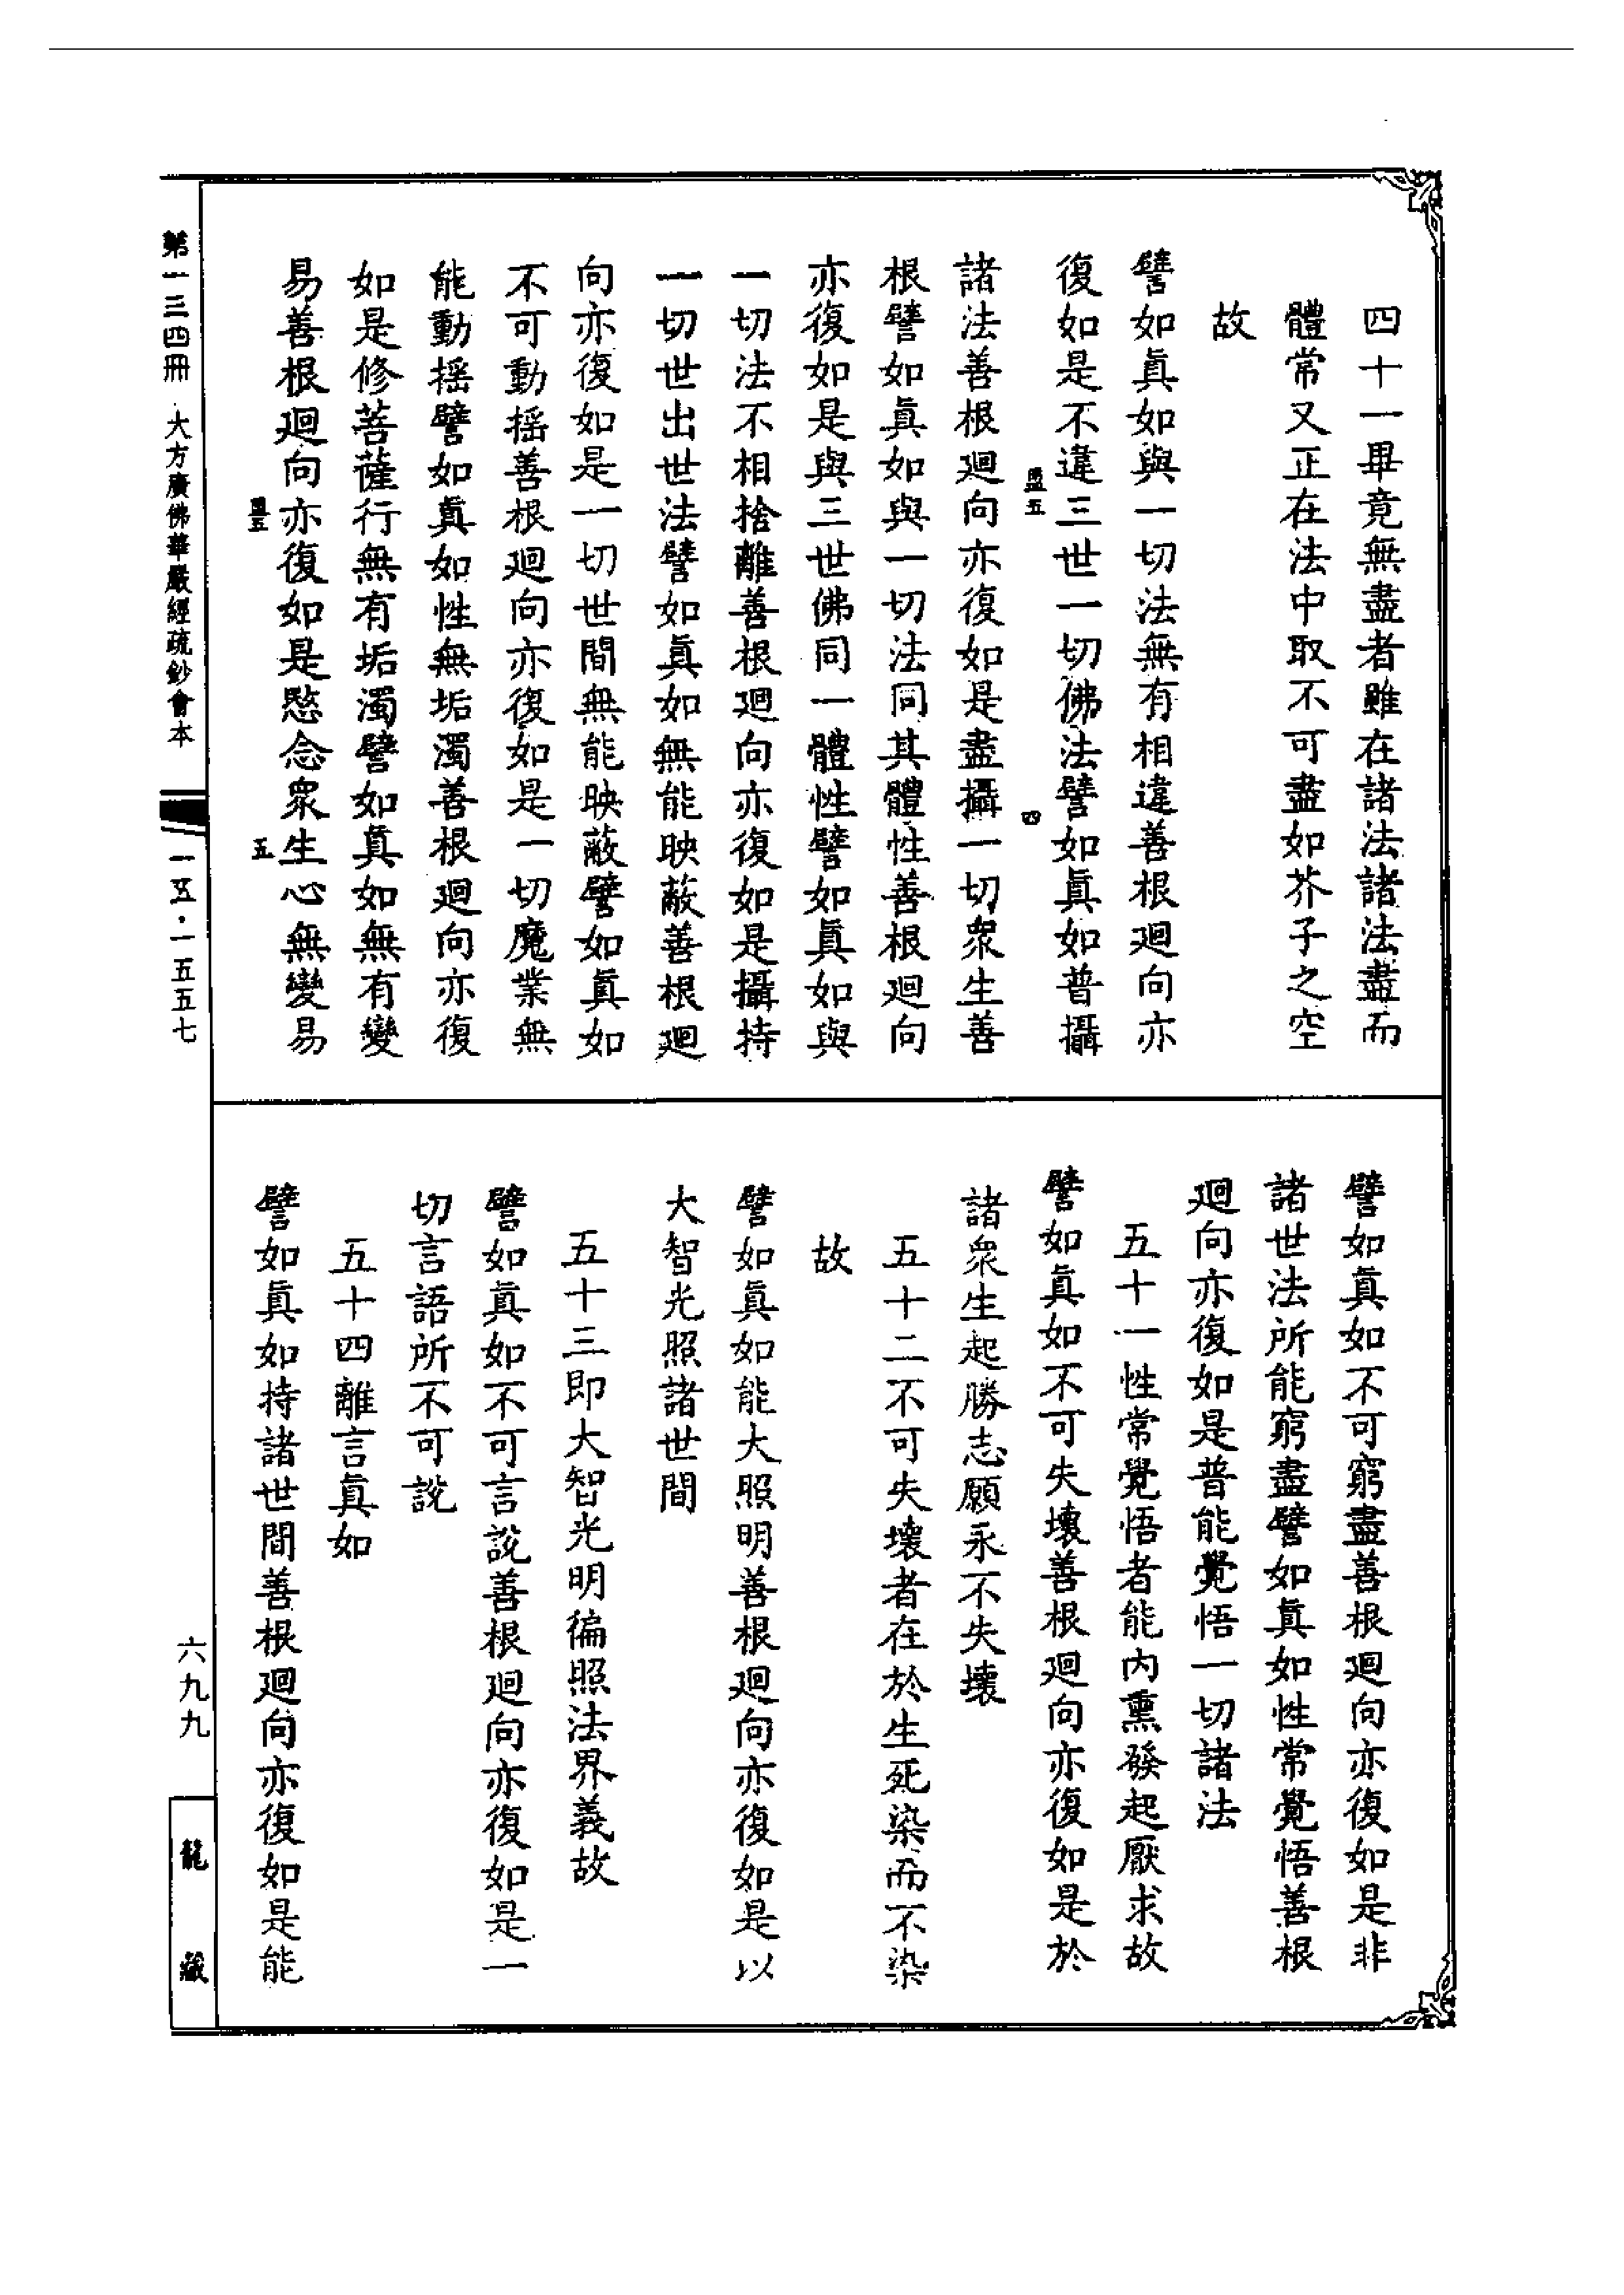 四十一畢竟無盡者雖在諸法諸法盡而
體常又正在法中取不可盡如芥子之空
故
譬如眞如與一切法無有相違善根廻向亦
復如是不違三世一切佛法譬如眞如普攝
盈五
四
諸法善根廻向亦復如是盡攝一切衆生善
根譬如眞如與一切法同其體性善根廻向
亦復如是與三世佛同一體性譬如眞如與
一切法不相捨離善根廻向亦復如是攝持
一切世出世法譬如眞如無能映蔽善根廻
向亦復如是一切世間無能映蔽譬如眞如
不可動搖善根廻向亦復如是一切魔業無
能動搖譬如眞如性無垢濁善根廻向亦復
如是修菩薩行無有垢濁譬如眞如無有變
易善根廻向亦復如是愍念衆生心無變易
盈五
五
譬如眞如不可窮盡善根廻向亦復如是非
諸世法所能窮盡譬如眞如性常覺悟善根
廻向亦復如是普能覺悟一切諸法
五十一性常覺悟者能內熏發起厭求故
譬如眞如不可失壞善根廻向亦復如是於
諸衆生起勝志願永不失壞
五十二不可失壞者在於生死染而不染
故
譬如眞如能大照明善根廻向亦復如是以
大智光照諸世間
五十三即大智光明徧照法界義故
譬如眞如不可言說善根廻向亦復如是一
切言語所不可說
五十四離言眞如
譬如眞如持諸世間善根廻向亦復如是能
第一三四冊 大方廣佛華嚴經疏鈔會本
一五·一五五七
六九九
龍藏